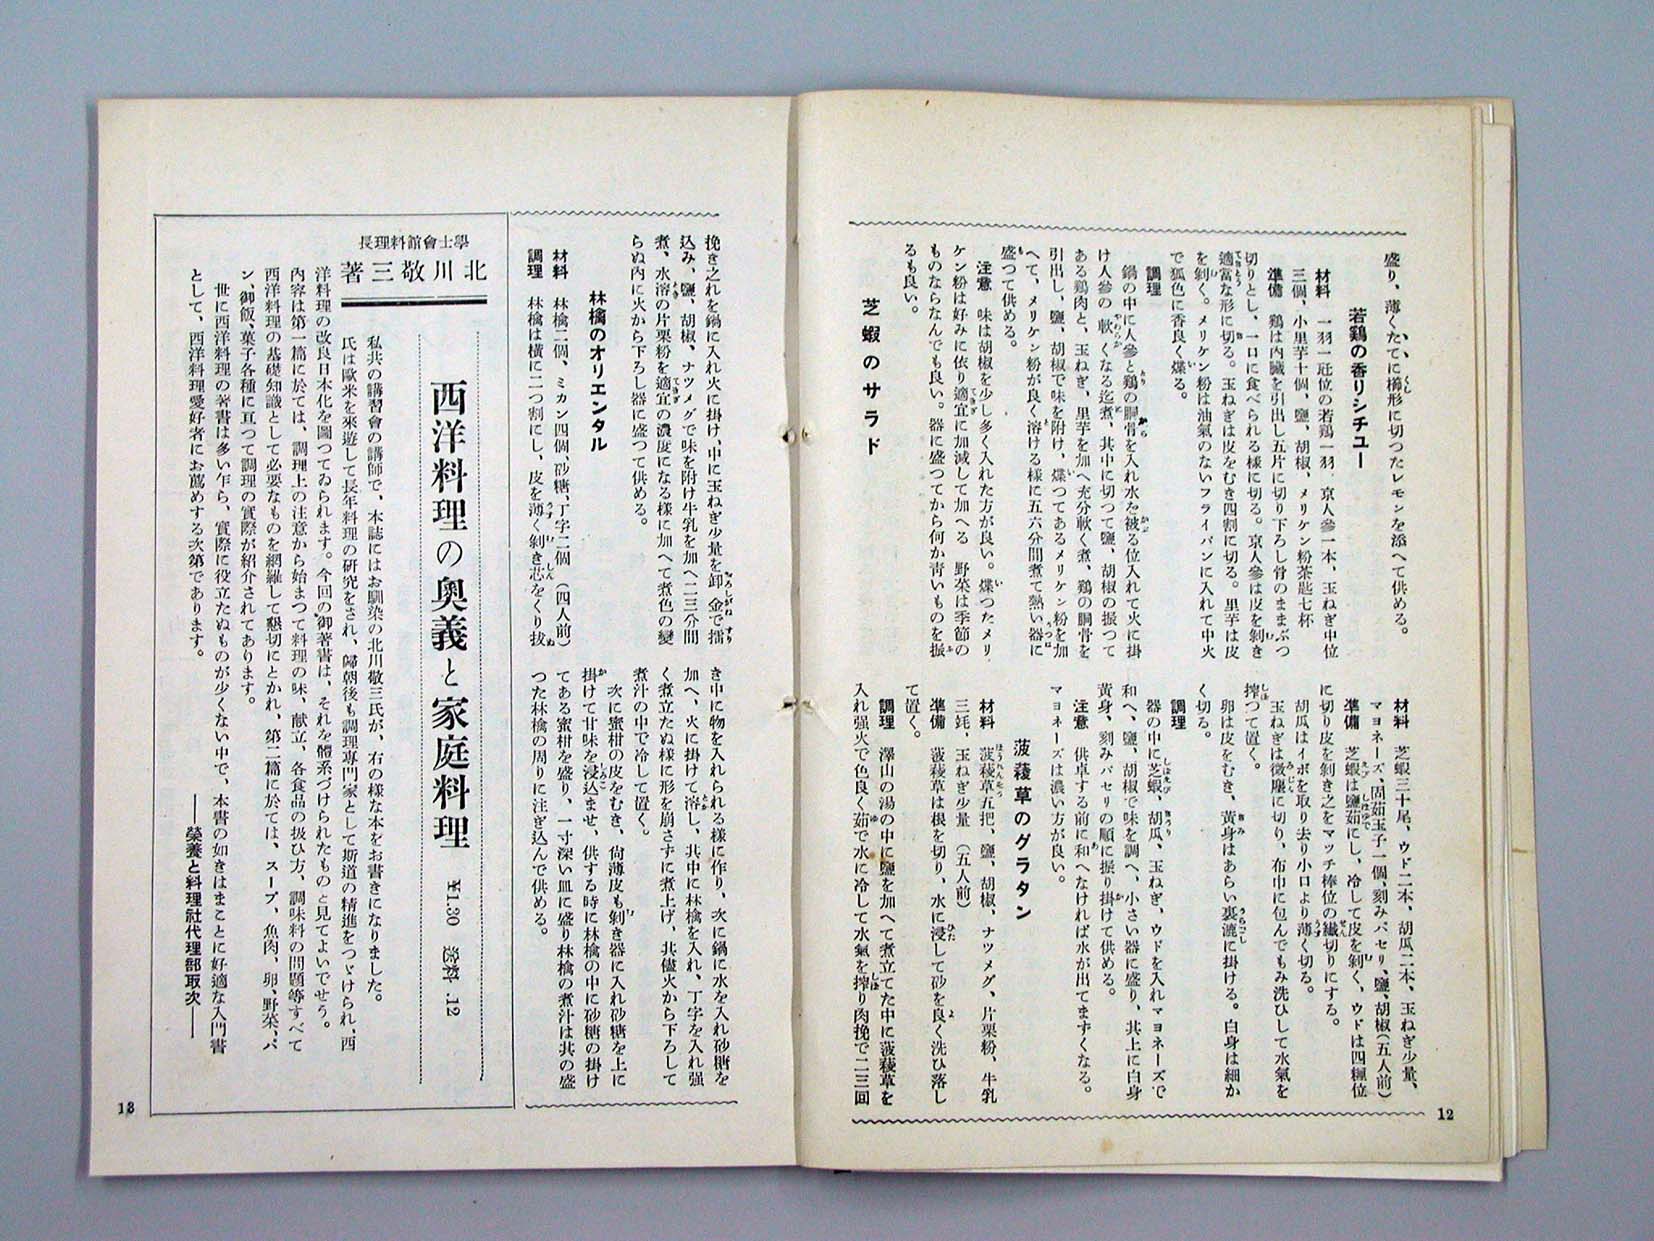 盛り、薄くたてに櫛形に切つたレモンを添へて供める。
若鷄の香りシチユー
材料　一羽一瓩位の若鷄一羽、京人參一本、玉ねぎ中位
三個、小里芋十個、鹽、胡椒、メリケン粉茶匙七杯
準備　鷄は内臟を引出し五片に切り下ろし骨のままぶつ
切りとし、一口に食べられる樣に切る。京人參は皮を剝き
適當な形に切る。玉ねぎは皮をむき四割に切る。里芋は皮
を剝く。メリケン粉は油氣のないフライパンに入れて中火
で狐色に香良く煠る。
調理
鍋の中に人參と鷄の胴骨を入れ水を被る位入れて火に掛
け人參の軟くなる迄煮、其中に切つて鹽、胡椒の振つて
ある鷄肉と、玉ねぎ、里芋を加へ充分軟く煮、鷄の胴骨を
引出し、鹽、胡椒で味を附け、煠つてあるメリケン粉を加
へて、メリケン粉が良く溶ける樣に五六分間煮て熱い器に
盛つて供める。
注意　味は胡椒を少し多く入れた方が良い。煠つたメリ
ケン粉は好みに依り適宜に加減して加へる　野菜は季節の
ものならなんでも良い。器に盛つてから何か靑いものを振
るも良い。
芝蝦のサラド
材料　芝蝦三十尾、ウド二本、胡瓜二本、玉ねぎ少量、
マヨネーズ、固茹玉子一個、刻みパセリ、鹽、胡椒（五人前）
準備　芝蝦は鹽茹にし、冷して皮を剝く、ウドは四糎位
に切り皮を剝き之をマッチ棒位の纎切りにする。
胡瓜はイボを取り去り小口より薄く切る。
玉ねぎは微塵に切り、布巾に包んでもみ洗ひして水氣を
搾つて置く。
卵は皮をむき、黃身はあらい裏漉に掛ける。白身は細か
く切る。
調理
器の中に芝蝦、胡瓜、玉ねぎ、ウドを入れマヨネーズで
和へ、鹽、胡椒で味を調へ、小さい器に盛り、其上に白身
黃身、刻みパセリの順に振り掛けて供める。
注意　供卓する前に和へなければ水が出てまずくなる。
マヨネーズは濃い方が良い。
菠薐草のグラタン
材料　菠薐草五把、鹽、胡椒、ナツメグ、片栗粉、牛乳
三瓱、玉ねぎ少量　（五人前）
準備　菠薐草は根を切り、水に浸して砂を良く洗ひ落し
て置く。
調理　澤山の湯の中に鹽を加へて煮立てた中に菠薐草を
入れ强火で色良く茹で水に冷して水氣を搾り肉挽で二三回
12
挽き之れを鍋に入れ火に掛け、中に玉ねぎ少量を卸金で擂
込み、鹽、胡椒、ナツメグで味を附け牛乳を加へ二三分間
煮、水溶の片栗粉を適宜の濃度になる樣に加へて煮色の變
らぬ内に火から下ろし器に盛つて供める。
林檎のオリエンタル
材料　林檎二個、ミカン四個、砂糖、丁字二個　（四人前）
調理　林檎は橫に二つ割にし、皮を薄く剝き芯をくり拔
き中に物を入れられる樣に作り、次に鍋に水を入れ砂糖を
加へ、火に掛けて溶し、其中に林檎を入れ、丁字を入れ强
く煮立たぬ樣に形を崩さずに煮上げ、其儘火から下ろして
煮汁の中で冷して置く。
次に蜜柑の皮をむき、尙薄皮も剝き器に入れ砂糖を上に
掛けて甘味を浸込ませ、供する時に林檎の中に砂糖の掛け
てある蜜柑を盛り、一寸深い皿に盛り林檎の煮汁は其の盛
つた林檎の周りに注ぎ込んで供める。
學士會館料理長
北川敬三著
西洋料理の奧義と家庭料理　¥1.30　送料.12
私共の講習會の講師で、本誌にはお馴染の北川敬三氏が、右の樣な本をお書きになりました。
氏は歐米を來遊して長年料理の硏究をされ、歸朝後も調理專門家として斯道の精進をつゞけられ、西
洋料理の改良日本化を圖つてゐられます。今回の御著書は、それを體系づけられたものと見てよいでせう。
內容は第一篇に於ては、調理上の注意から始まつて料理の味、献立、各食品の扱ひ方、調味料の問題等すべて
西洋料理の基礎知識として必要なものを網羅して懇切にとかれ、第二篇に於ては、スープ、魚肉、卵、野菜、パ
ン、御飯、菓子各種に亙つて調理の實際が紹介されてあります。
世に西洋料理の著書は多い乍ら、實際に役立たぬものが少くない中で、本書の如きはまことに好適な入門書
として、西洋料理愛好者にお薦めする次第であります。
――榮養と料理社代理部取次――
13